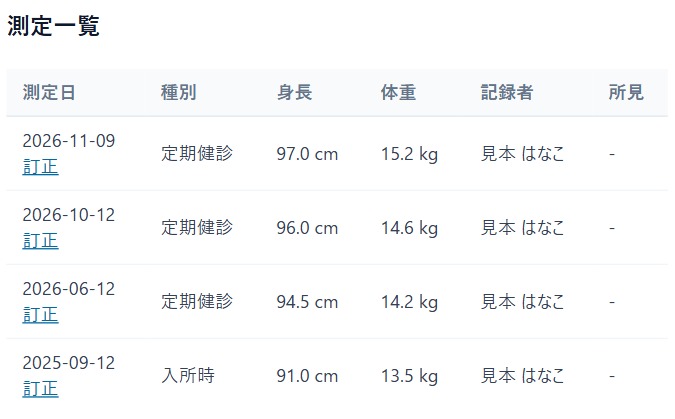 測定一覧
測定日 種別 身長 体重 記録者 所見
2026-11-09
訂正
定期健診 97.0 cm 15.2 kg 見本 はなこ -
2026-10-12
訂正
定期健診 96.0 cm 14.6 kg 見本 はなこ -
2026-06-12
訂正
定期健診 94.5 cm 14.2 kg 見本 はなこ -
2025-09-12
訂正
入所時 91.0 cm 13.5 kg 見本 はなこ -